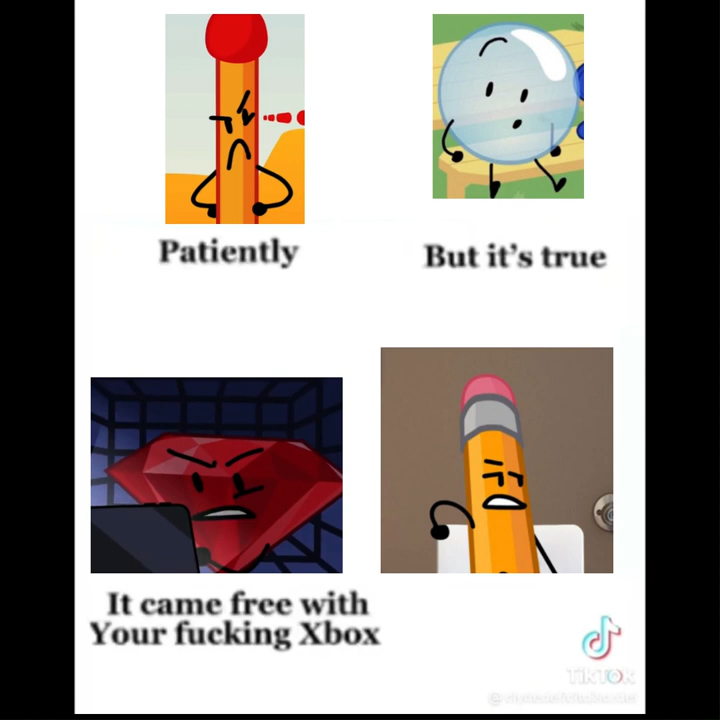 Patiently
But it's true
It came free with
Your fucking Xbox
TikTok